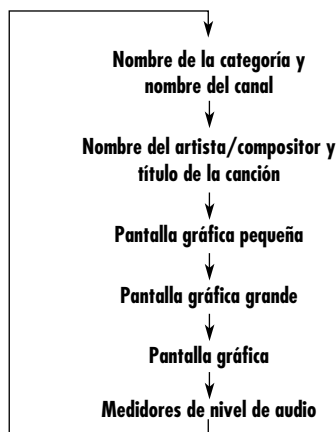 Nombre de la categoría y
nombre del canal
Nombre del artista/compositor y
título de la canción
Pantalla gráfica pequeña
Pantalla gráfica grande
Pantalla gráfica
Medidores de nivel de audio